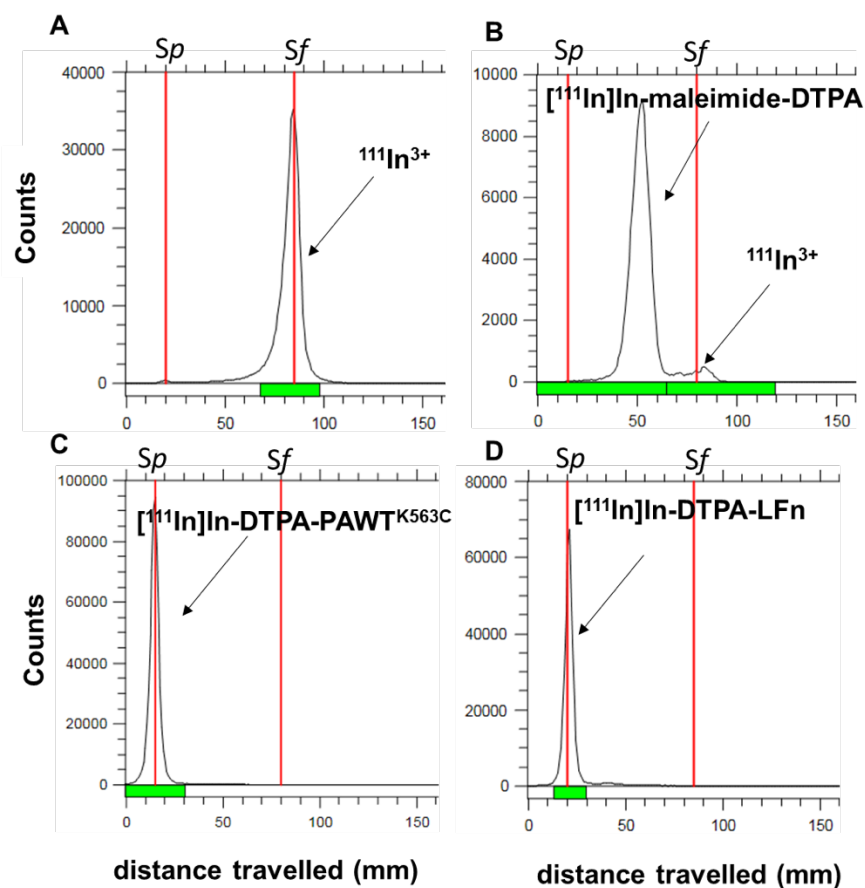 A
Sp Sf
40000
30000
20000
10000
0
0 50 100 150
Counts
¹¹¹In³⁺
B
Sp Sf
10000
8000
6000
4000
2000
0
0 50 100 150
[¹¹¹In]In-maleimide-DTPA
¹¹¹In³⁺
C
Sp Sf
100000
80000
60000
40000
20000
0
0 50 100 150
Counts
[¹¹¹In]In-DTPA-PAWTᴷ⁵⁶³ᶜ
distance travelled (mm)
D
Sp Sf
80000
60000
40000
20000
0
0 50 100 150
[¹¹¹In]In-DTPA-LFn
distance travelled (mm)